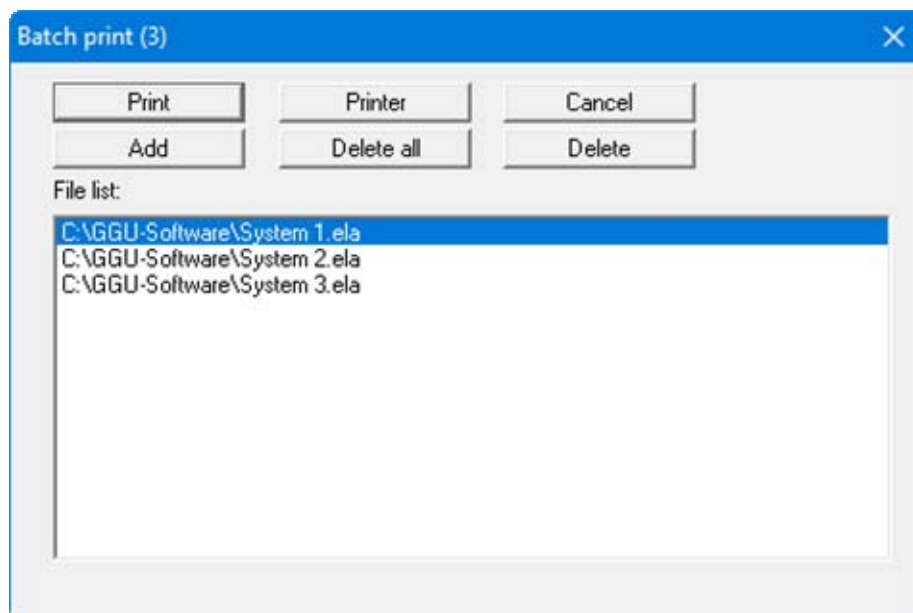 Batch print (3)
Print Printer Cancel
Add Delete all Delete
File list:
C:\GGU-Software\System 1.ela
C:\GGU-Software\System 2.ela
C:\GGU-Software\System 3.ela